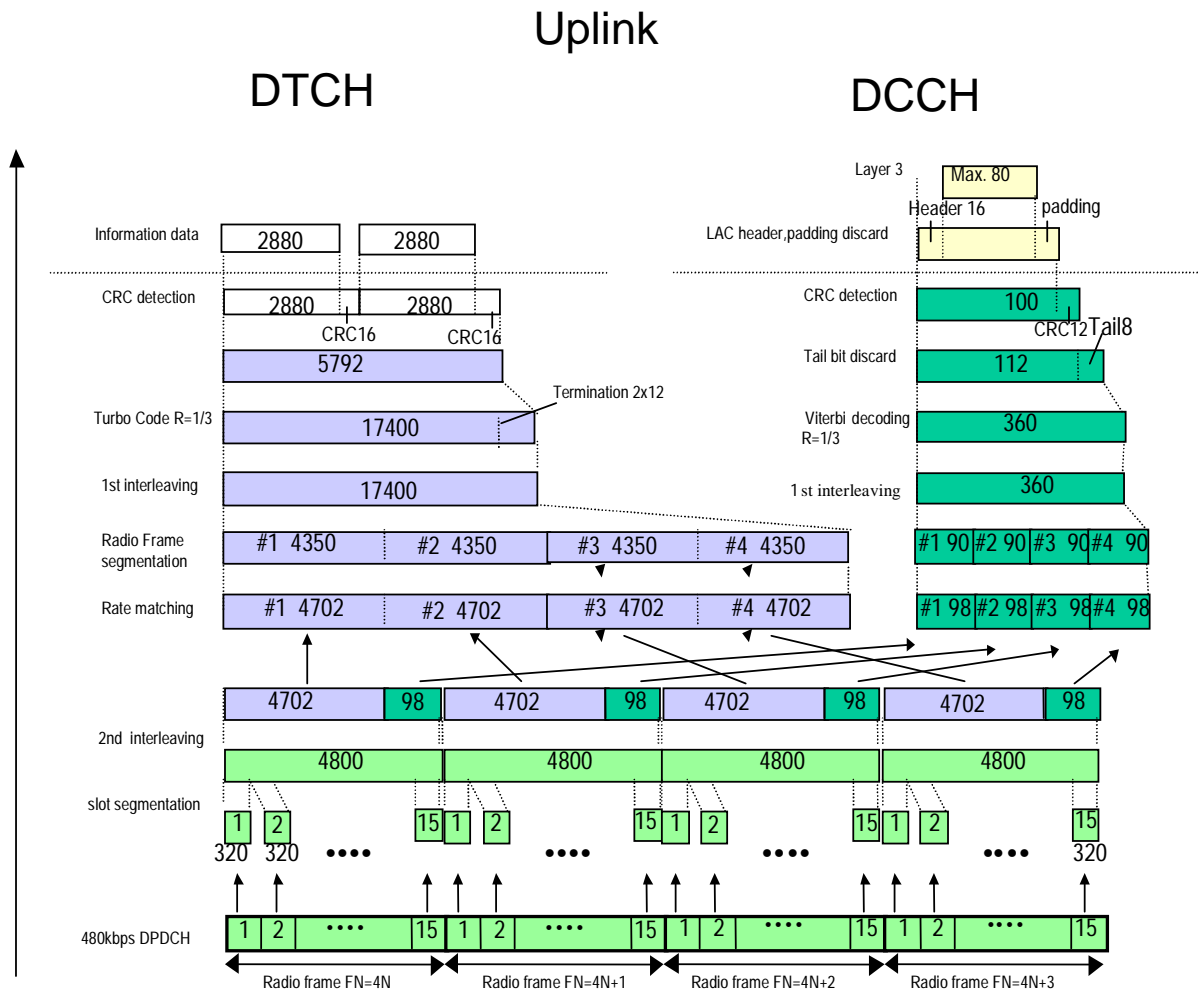 Uplink
DTCH
DCCH
Layer 3
Max. 80
Header 16
padding
Information data
2880
2880
LAC header,padding discard
CRC detection
2880
2880
CRC16
CRC16
CRC detection
100
CRC12
Tail8
5792
Tail bit discard
112
Termination 2x12
Turbo Code R=1/3
17400
Viterbi decoding
R=1/3
360
1st interleaving
17400
1st interleaving
360
Radio Frame
segmentation
#1 4350
#2 4350
#3 4350
#4 4350
#1 90
#2 90
#3 90
#4 90
Rate matching
#1 4702
#2 4702
#3 4702
#4 4702
#1 98
#2 98
#3 98
#4 98
4702
98
4702
98
4702
98
4702
98
2nd interleaving
4800
4800
4800
4800
slot segmentation
1
2
15
1
2
15
1
2
15
1
2
15
320
320
••••
••••
••••
••••
320
480kbps DPDCH
1
2
••••
15
1
2
••••
15
1
2
••••
15
1
2
••••
15
Radio frame FN=4N
Radio frame FN=4N+1
Radio frame FN=4N+2
Radio frame FN=4N+3